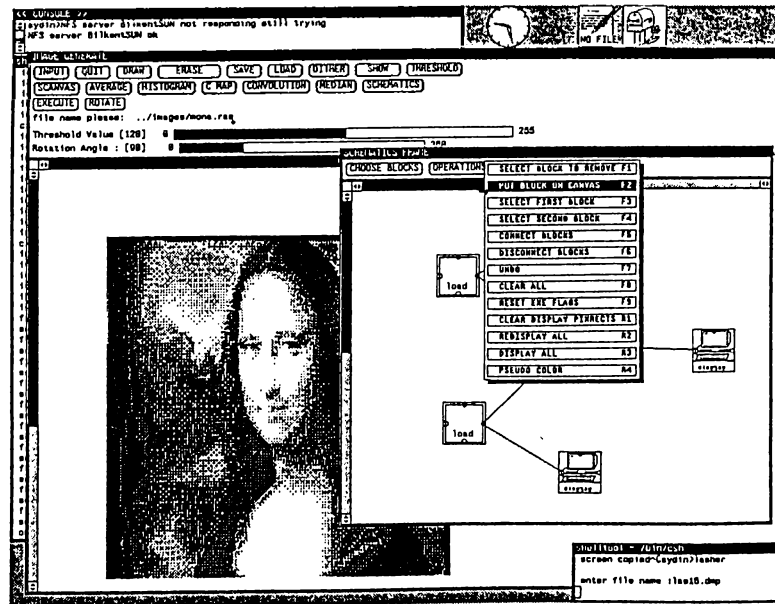 << CONSOLE >>
aydin>NFS server BilkentSUN not responding still trying
NFS server BilkentSUN ok
NO FILE
IMAGE GENERATE
INPUT QUIT DRAW ERASE SAVE LOAD DITHER SHOW THRESHOLD
SCANVAS AVERAGE HISTOGRAM C MAP CONVOLUTION MEDIAN SCHEMATICS
EXECUTE ROTATE
file name please: ../images/mona.ras
Threshold Value [128] 0 255
Rotation Angle : [90] 0
SCHEMATICS FRAME
CHOOSE BLOCKS OPERATIONS
SELECT BLOCK TO REMOVE F1
PUT BLOCK ON CANVAS F2
SELECT FIRST BLOCK F3
SELECT SECOND BLOCK F4
CONNECT BLOCKS F5
DISCONNECT BLOCKS F6
UNDO F7
CLEAR ALL F8
RESET EXE FLAGS F9
CLEAR DISPLAY PIXRECTS R1
REDISPLAY ALL R2
DISPLAY ALL R3
PSEUDO COLOR R4
load
display
load
display
shelltool - /bin/csh
screen copied~(aydin)lasher
enter file name :las16.dmp